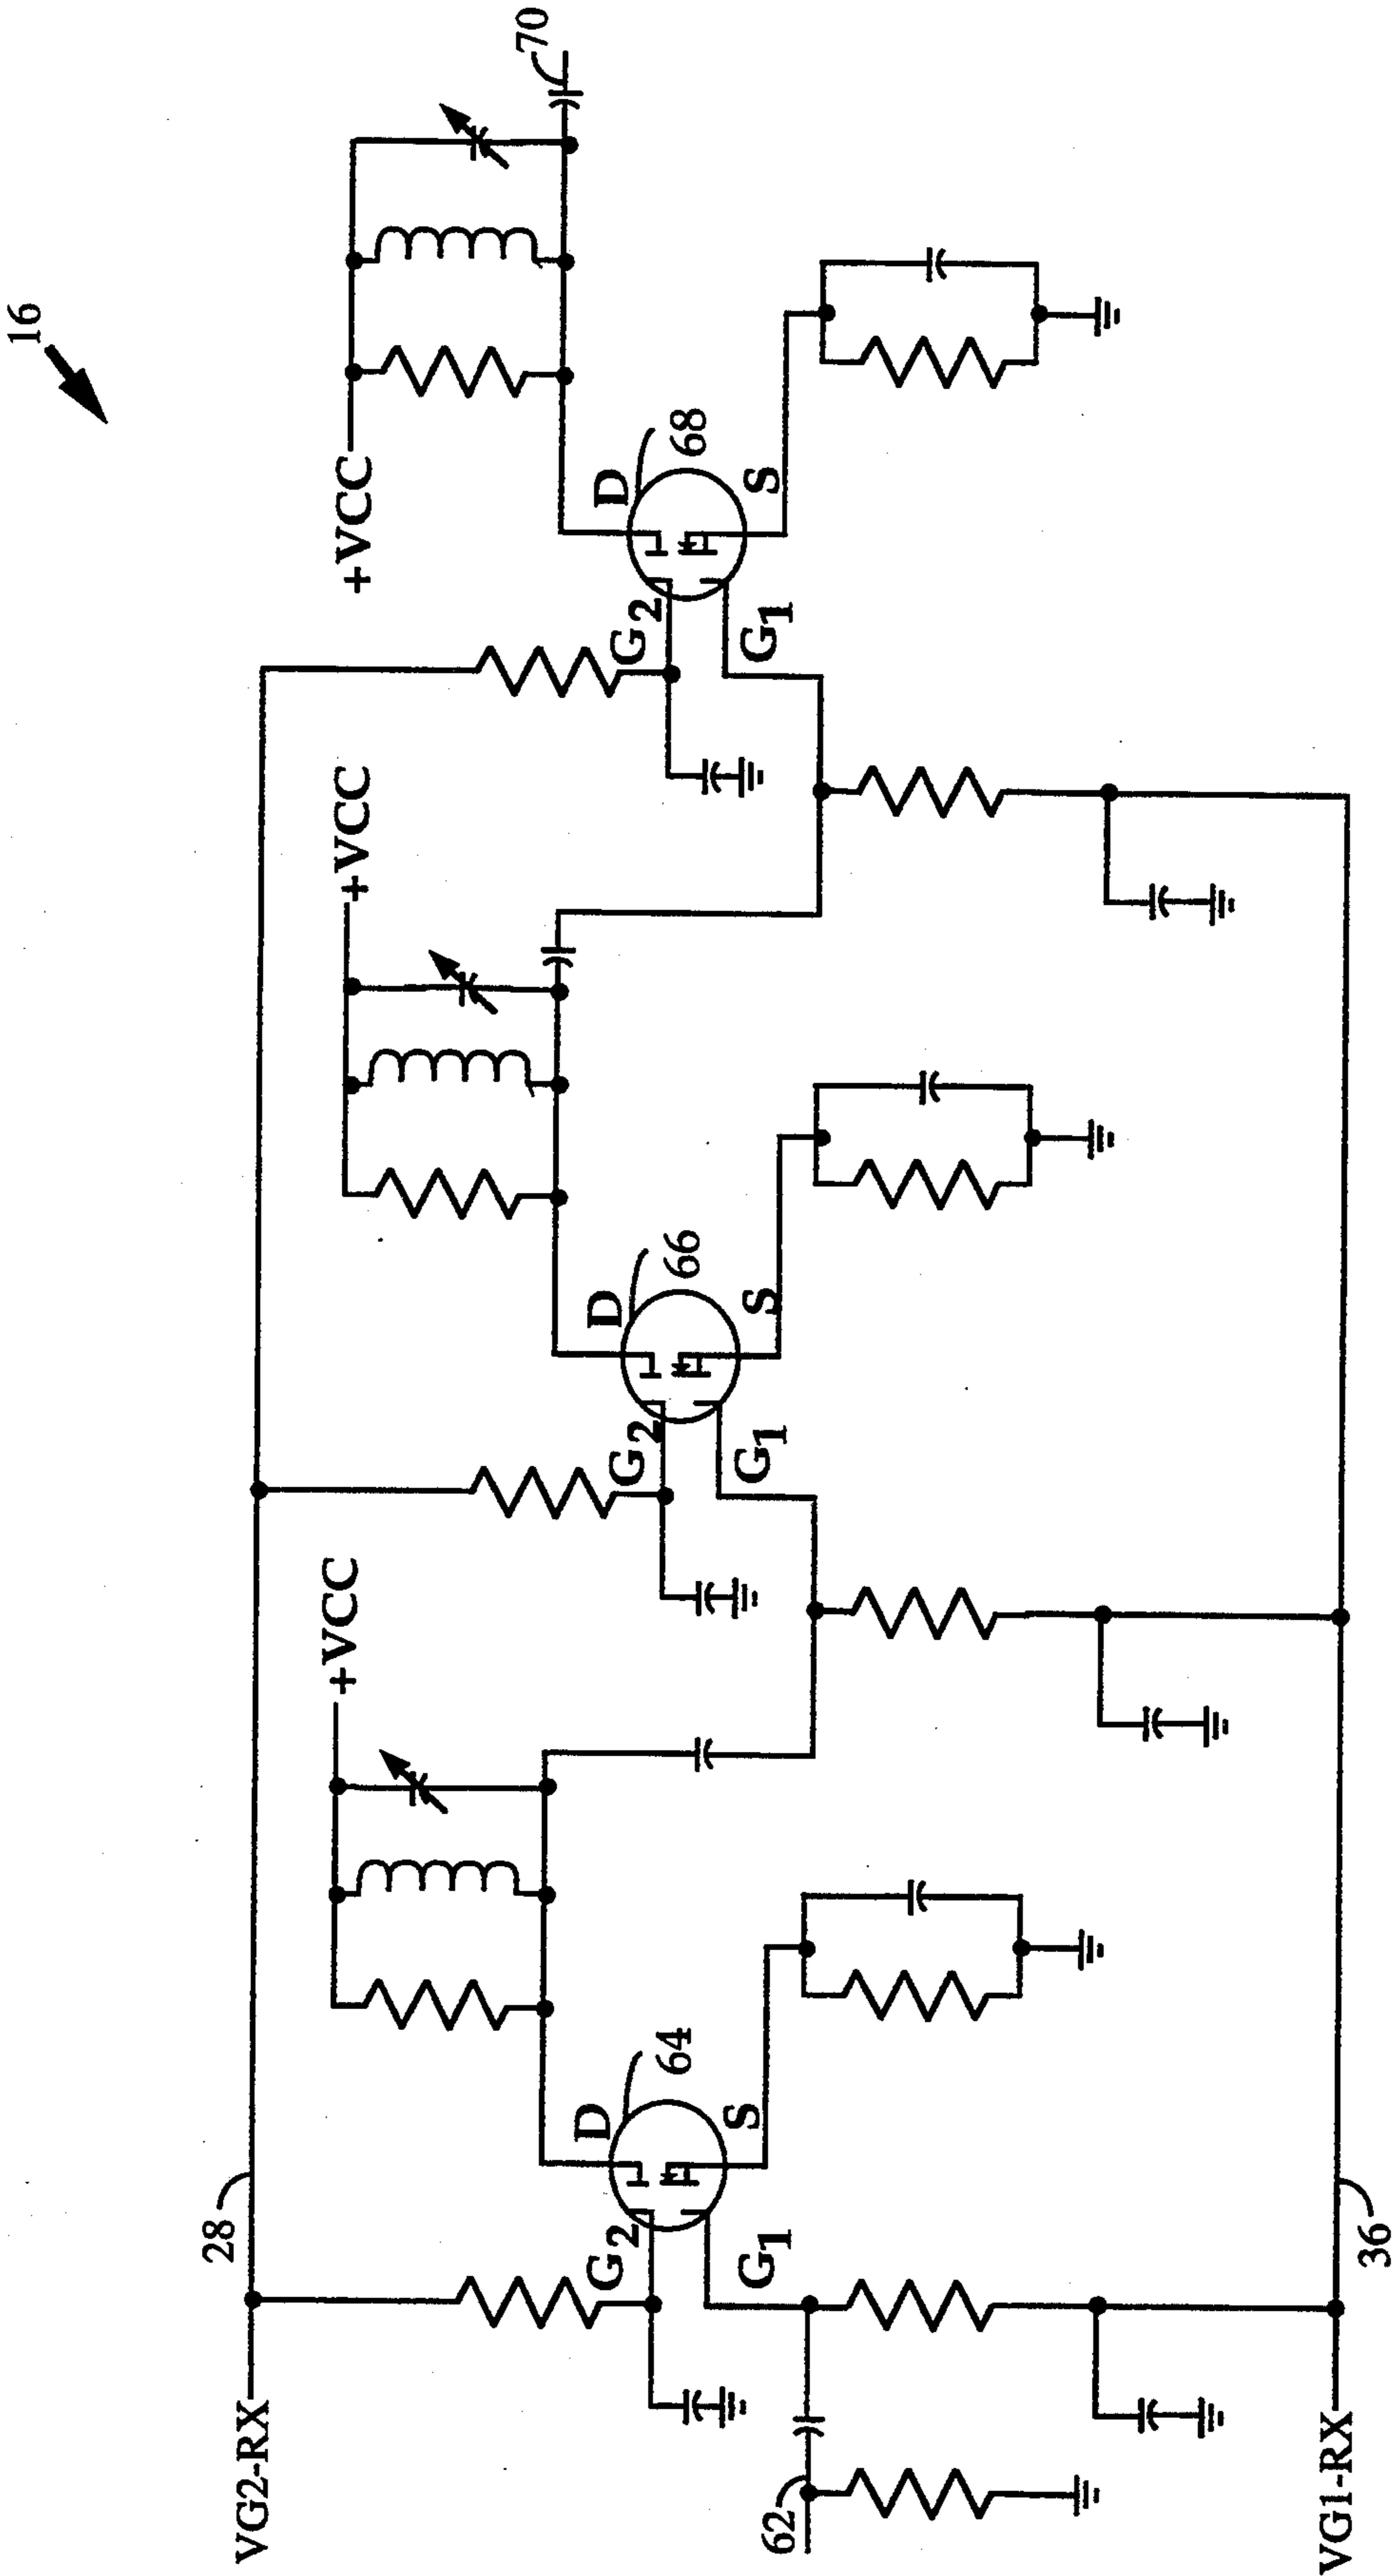 16
VG2-RX
28
+VCC
+VCC
+VCC
70
D
64
G2
G1
S
D
66
G2
G1
S
D
68
G2
G1
S
62
VG1-RX
36